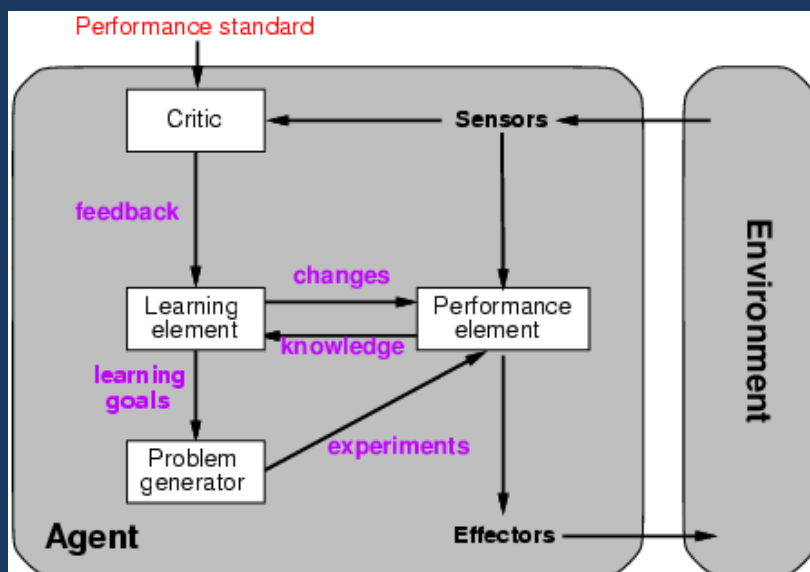 Performance standard
Critic
Sensors
feedback
changes
Learning
element
Performance
element
knowledge
learning
goals
experiments
Problem
generator
Agent
Effectors
Environment